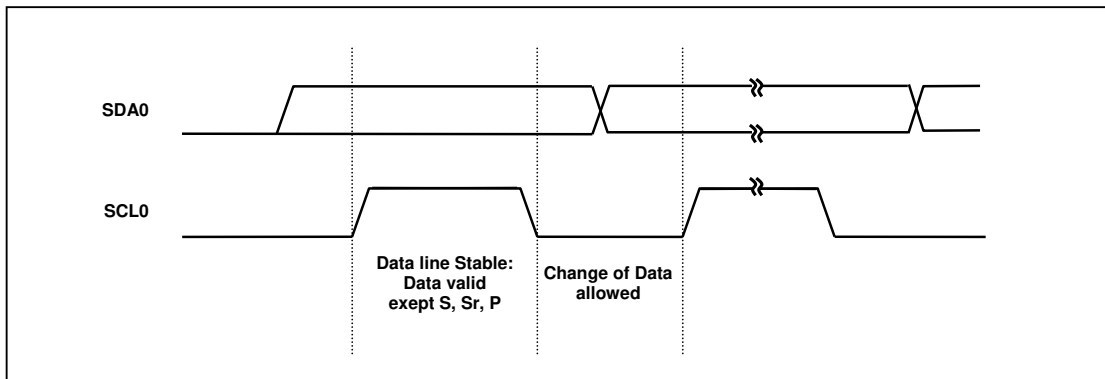 SDA0
SCL0
Data line Stable:
Data valid
exept S, Sr, P
Change of Data
allowed